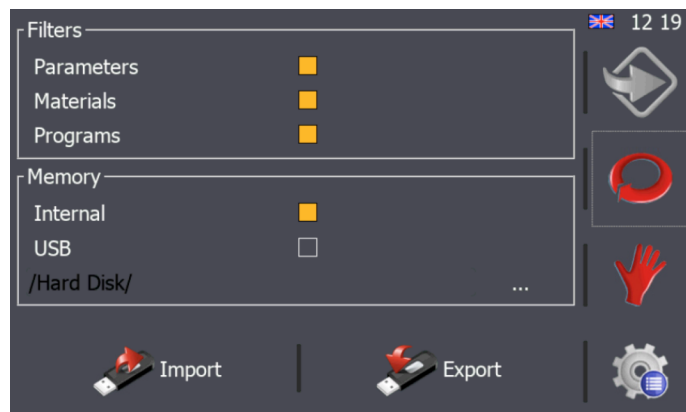 Filters
12 19
Parameters
Materials
Programs
Memory
Internal
USB
/Hard Disk/
...
Import
Export